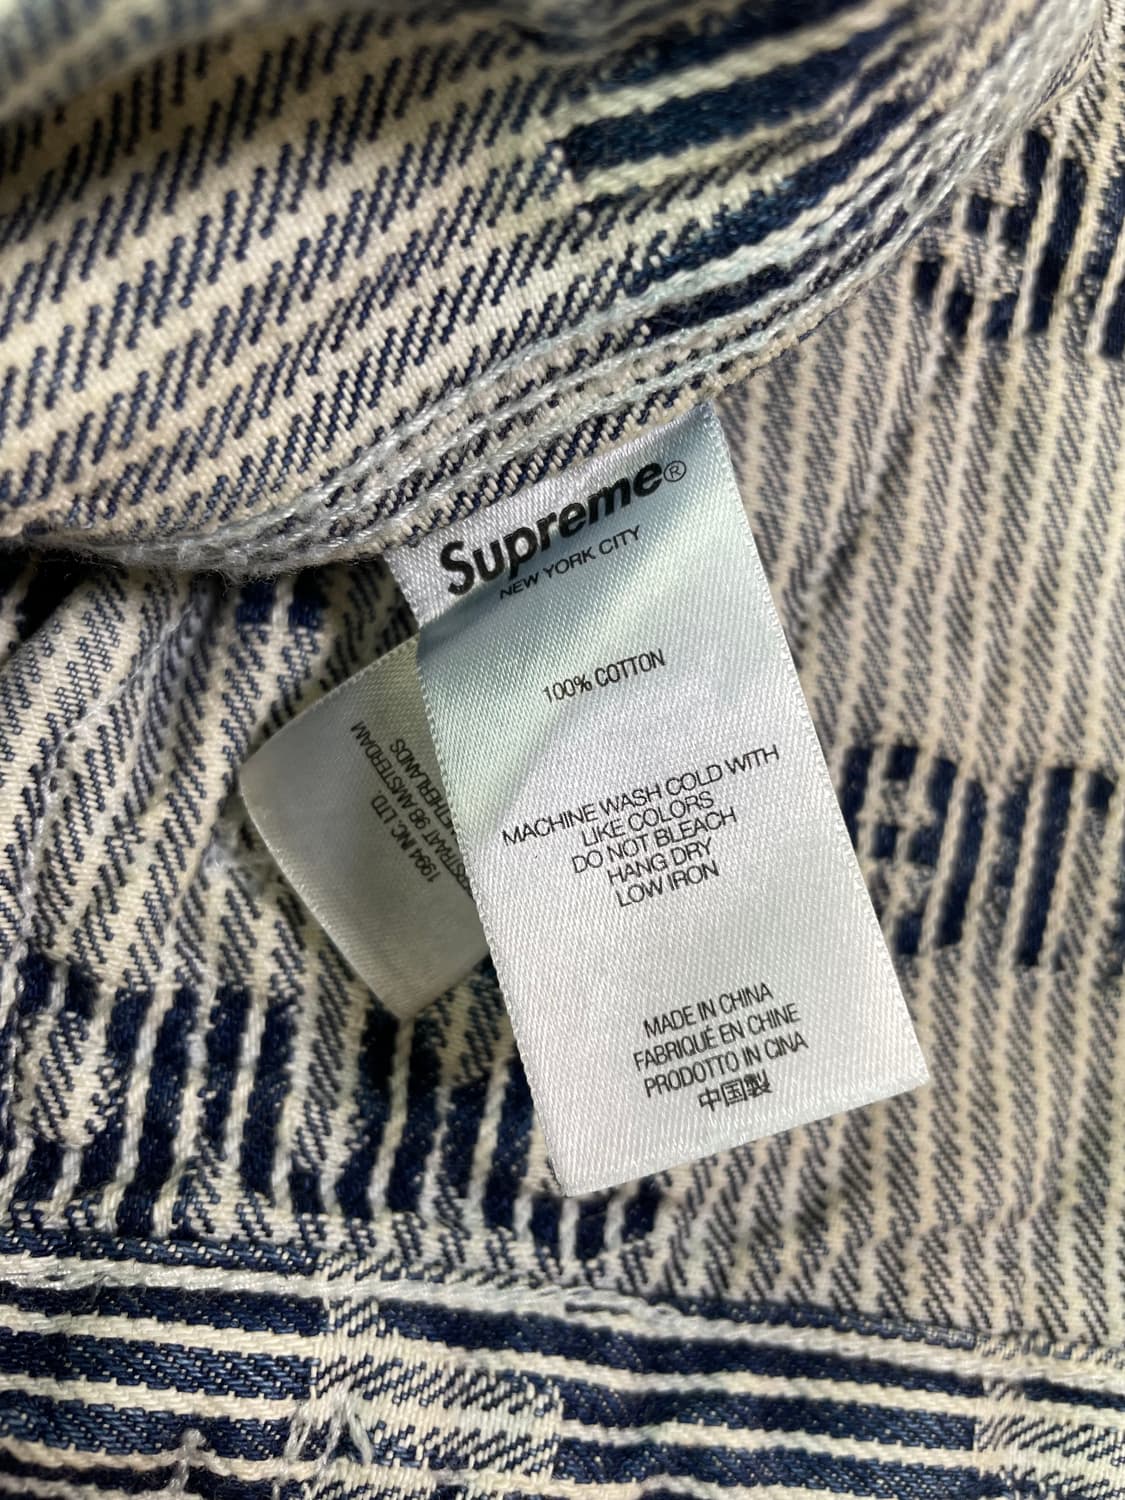 Supreme®
NEW YORK CITY
100% COTTON
MACHINE WASH COLD WITH
LIKE COLORS
DO NOT BLEACH
HANG DRY
LOW IRON
MADE IN CHINA
FABRIQUÉ EN CHINE
PRODOTTO IN CINA
中国製
1994 INC. LTD
98 AMSTERDAM